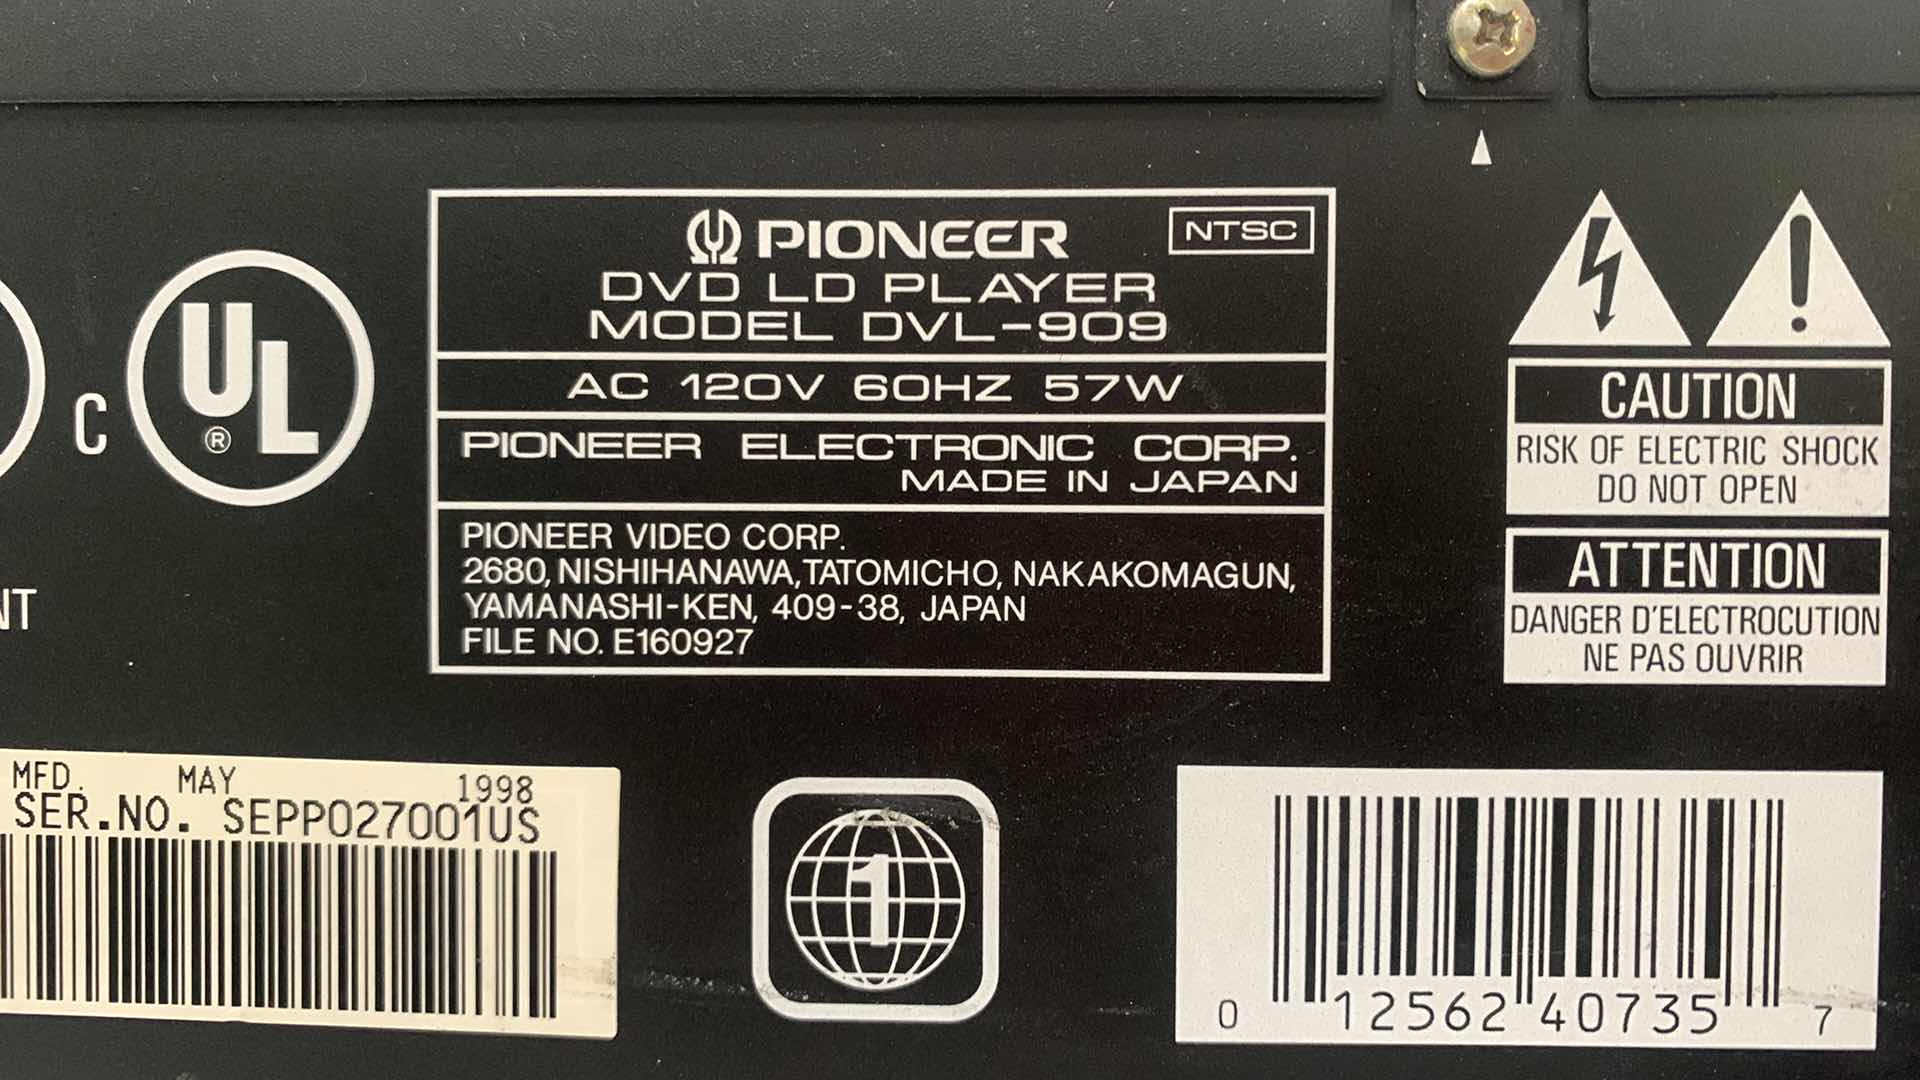 PIONEER
NTSC
DVD LD PLAYER
MODEL DVL-909
AC 120V 60HZ 57W
PIONEER ELECTRONIC CORP.
MADE IN JAPAN
PIONEER VIDEO CORP.
2680, NISHIHANAWA, TATOMICHO, NAKAKOMAGUN,
YAMANASHI-KEN, 409-38, JAPAN
FILE NO. E160927
C UL ®
NT
CAUTION
RISK OF ELECTRIC SHOCK
DO NOT OPEN
ATTENTION
DANGER D'ELECTROCUTION
NE PAS OUVRIR
MFD. MAY 1998
SER.NO. SEPP027001US
1
0 12562 40735 7